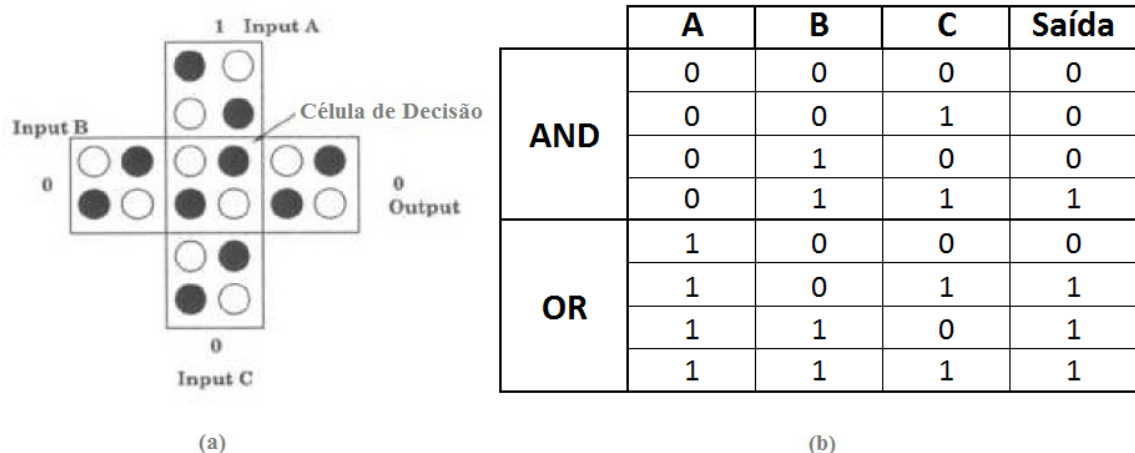 1 Input A
Célula de Decisão
Input B
0
0
Output
0
Input C
(a)
A B C Saída
AND
0 0 0 0
0 0 1 0
0 1 0 0
0 1 1 1
OR
1 0 0 0
1 0 1 1
1 1 0 1
1 1 1 1
(b)